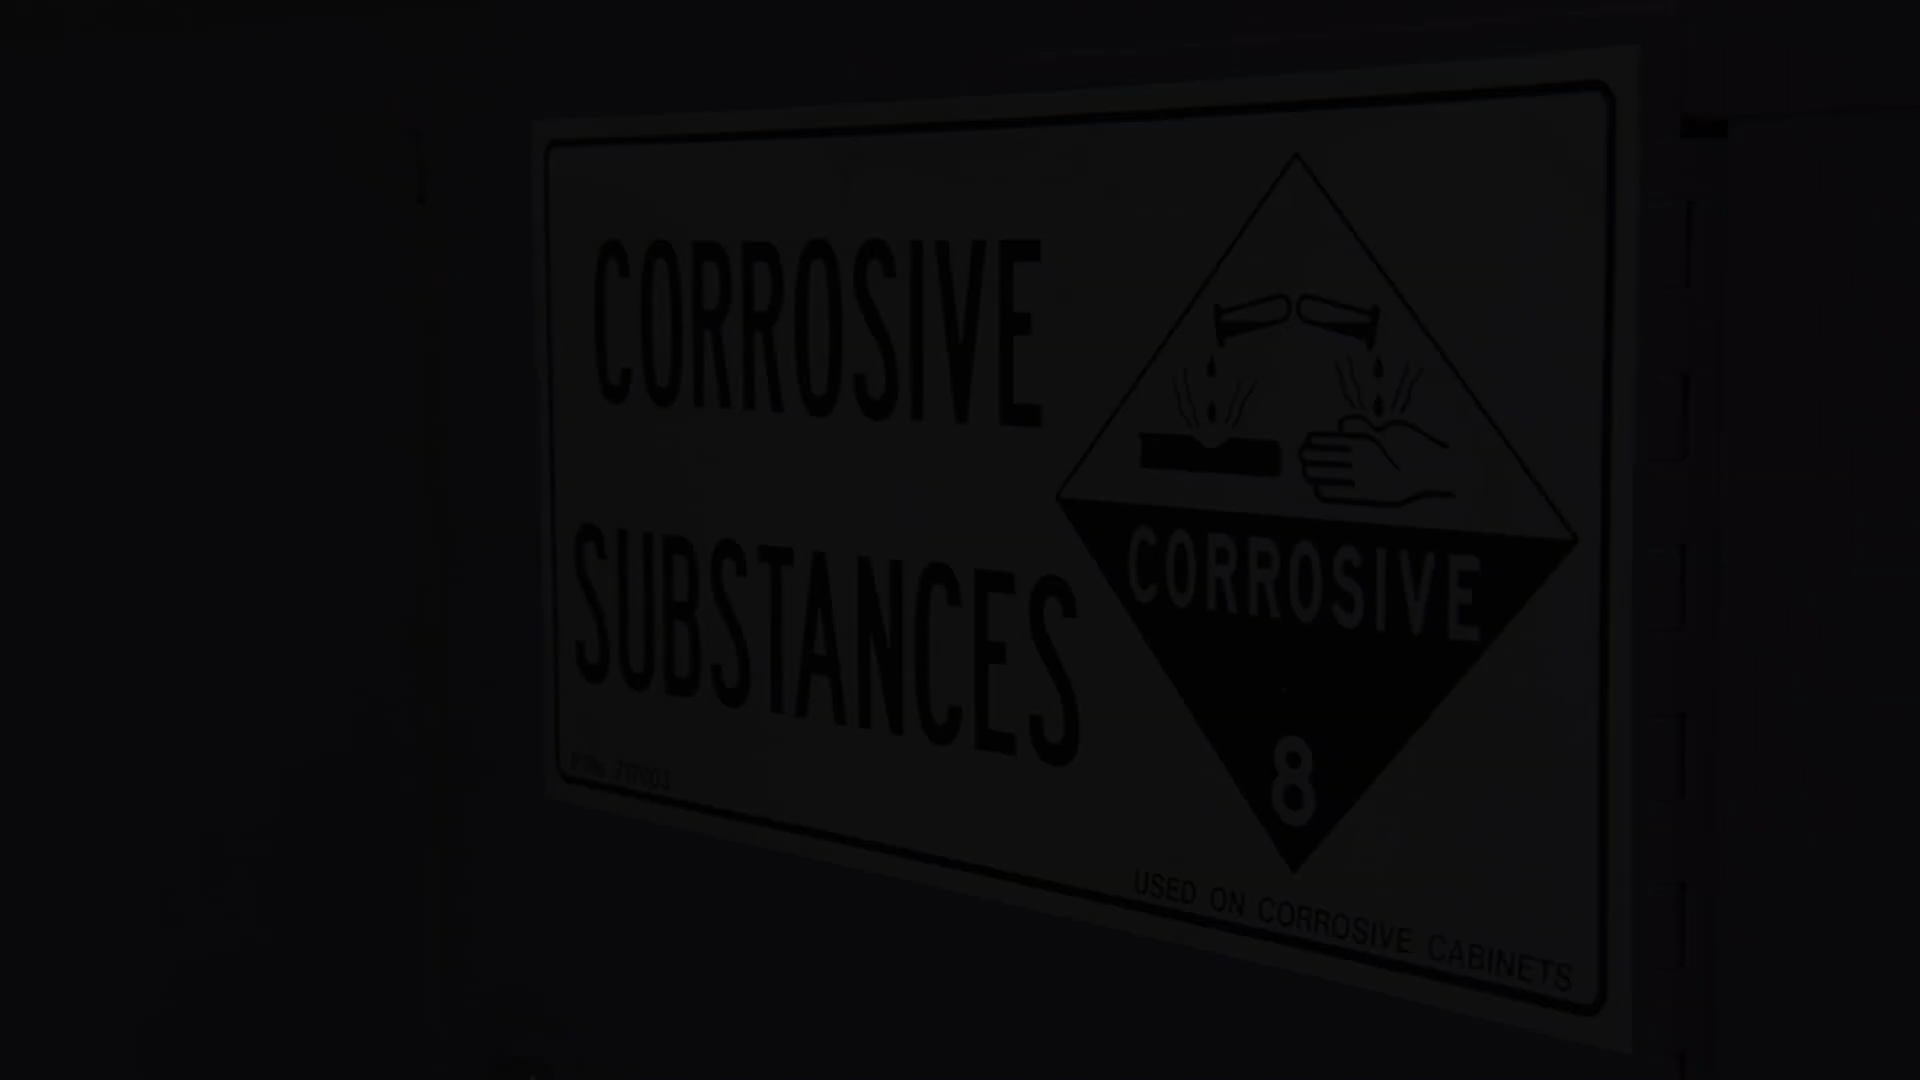 CORROSIVE
SUBSTANCES
CORROSIVE
8
USED ON CORROSIVE CABINETS